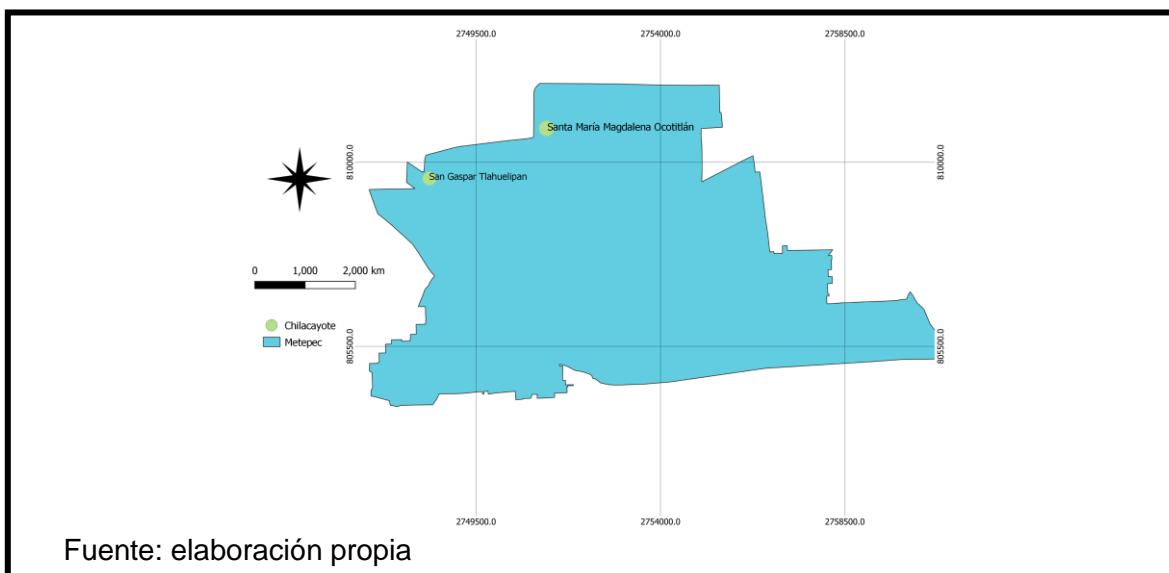 2749500.0 2754000.0 2758500.0
Santa María Magdalena Ocotitlán
810000.0 810000.0
San Gaspar Tlahuelipan
0 1,000 2,000 km
Chilacayote
Metepec
805500.0 805500.0
2749500.0 2754000.0 2758500.0
Fuente: elaboración propia